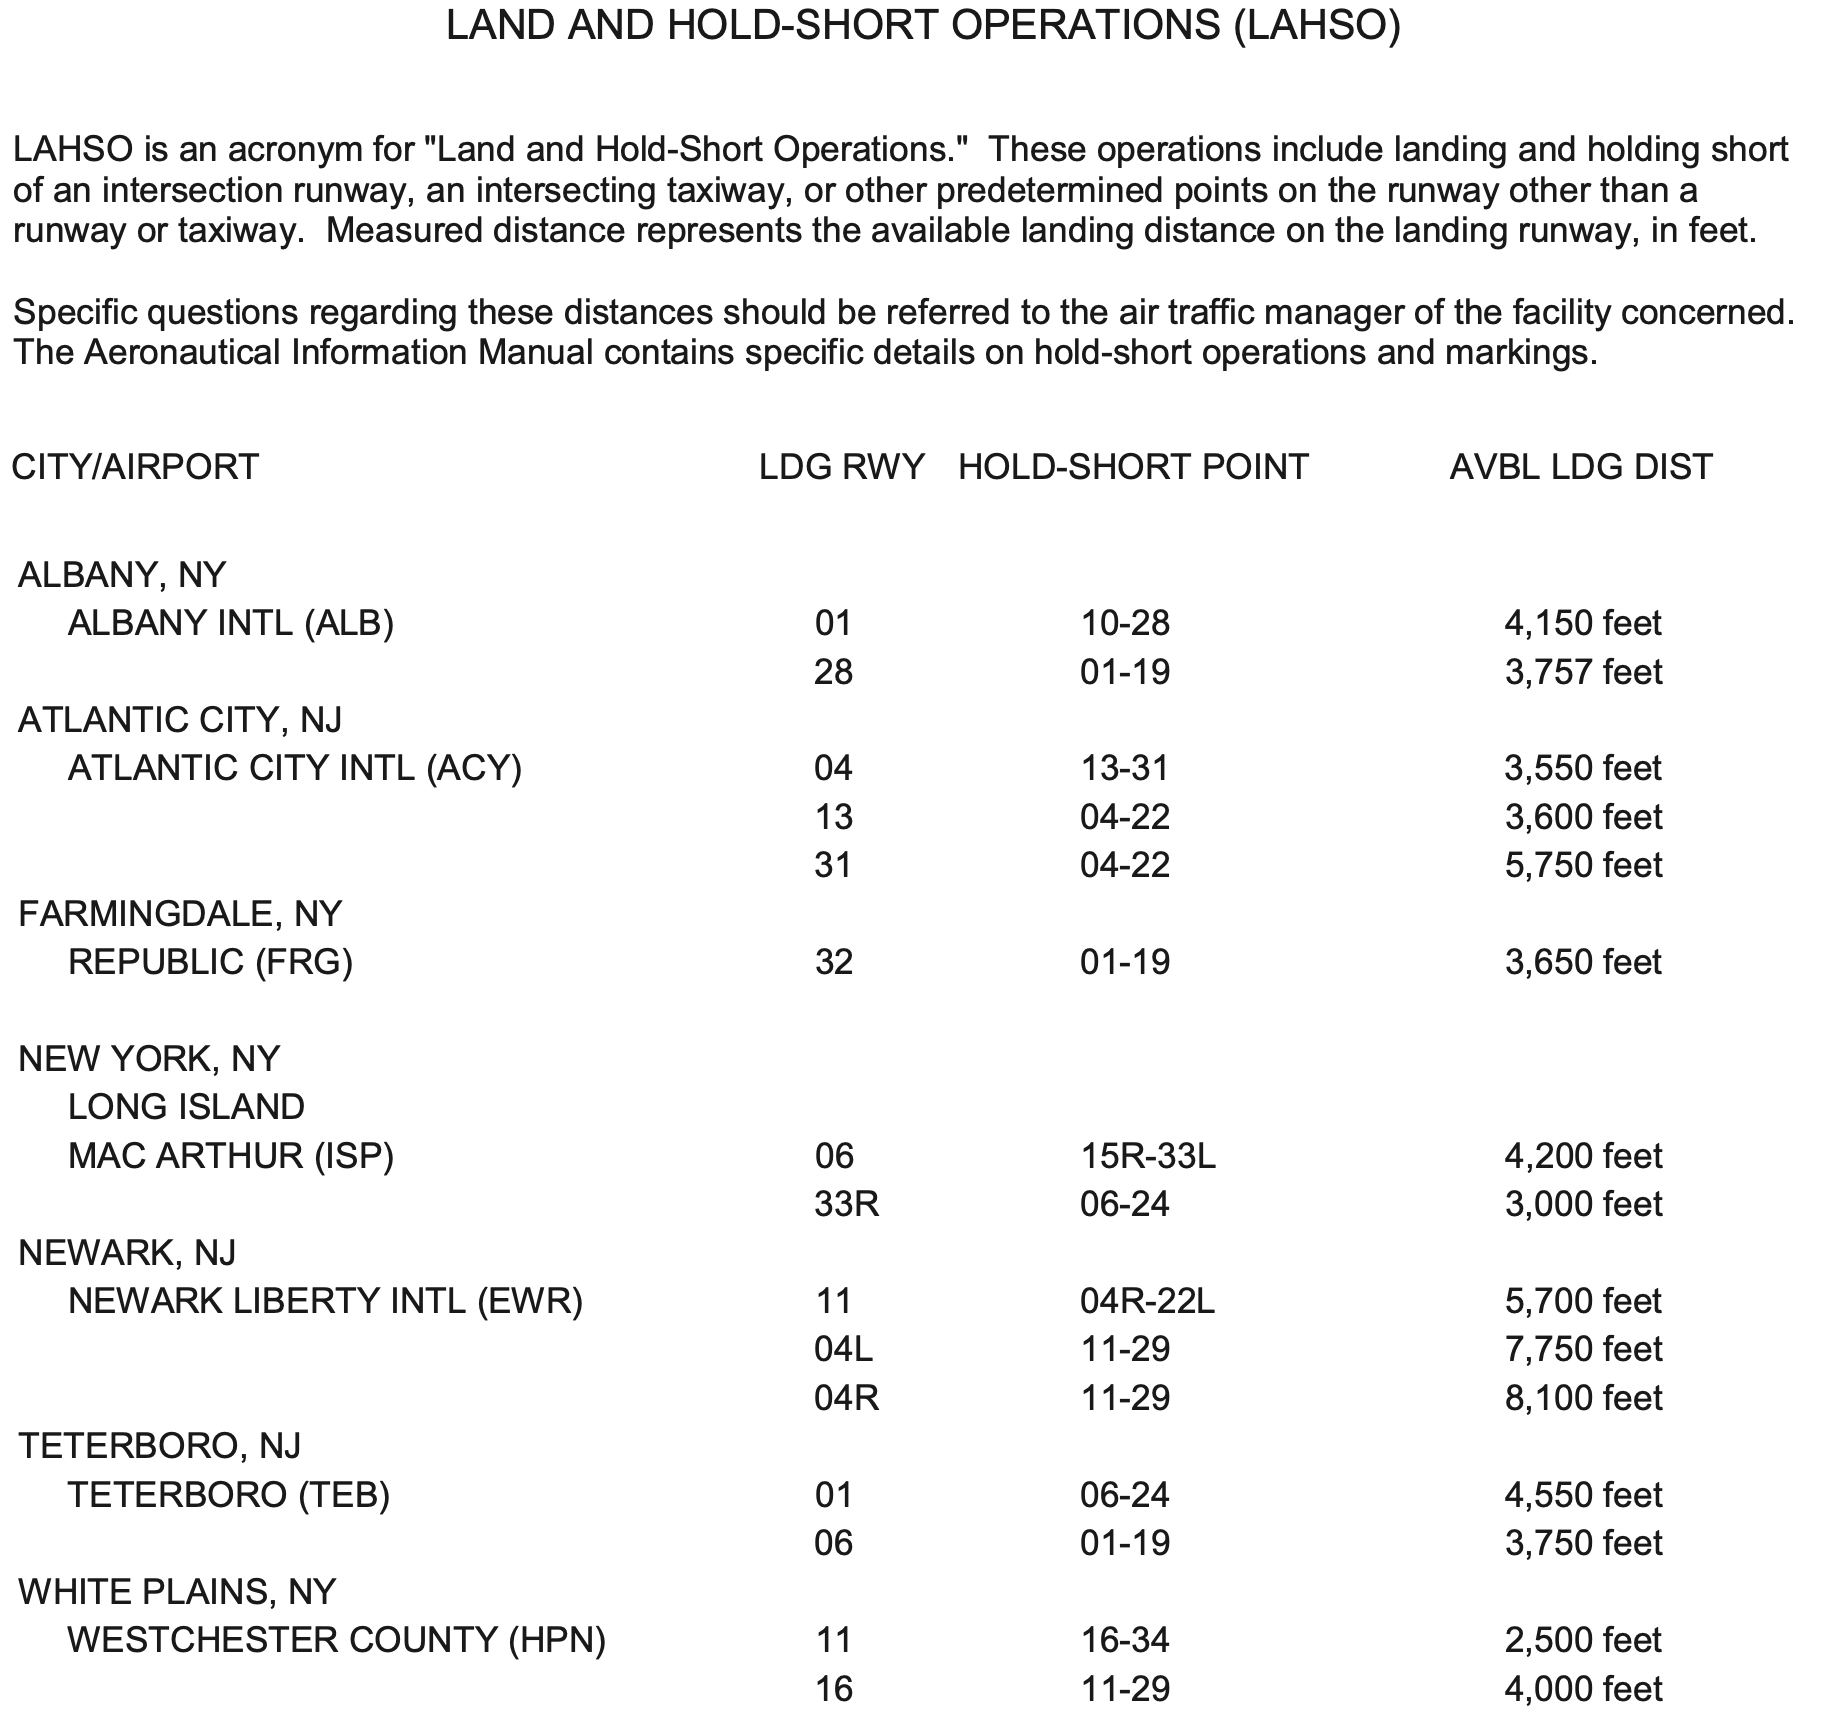 LAND AND HOLD-SHORT OPERATIONS (LAHSO)
LAHSO is an acronym for "Land and Hold-Short Operations."  These operations include landing and holding short
of an intersection runway, an intersecting taxiway, or other predetermined points on the runway other than a
runway or taxiway.  Measured distance represents the available landing distance on the landing runway, in feet.
Specific questions regarding these distances should be referred to the air traffic manager of the facility concerned.
The Aeronautical Information Manual contains specific details on hold-short operations and markings.
CITY/AIRPORT LDG RWY HOLD-SHORT POINT AVBL LDG DIST
ALBANY, NY
ALBANY INTL (ALB) 01 10-28 4,150 feet
28 01-19 3,757 feet
ATLANTIC CITY, NJ
ATLANTIC CITY INTL (ACY) 04 13-31 3,550 feet
13 04-22 3,600 feet
31 04-22 5,750 feet
FARMINGDALE, NY
REPUBLIC (FRG) 32 01-19 3,650 feet
NEW YORK, NY
LONG ISLAND
MAC ARTHUR (ISP) 06 15R-33L 4,200 feet
33R 06-24 3,000 feet
NEWARK, NJ
NEWARK LIBERTY INTL (EWR) 11 04R-22L 5,700 feet
04L 11-29 7,750 feet
04R 11-29 8,100 feet
TETERBORO, NJ
TETERBORO (TEB) 01 06-24 4,550 feet
06 01-19 3,750 feet
WHITE PLAINS, NY
WESTCHESTER COUNTY (HPN) 11 16-34 2,500 feet
16 11-29 4,000 feet